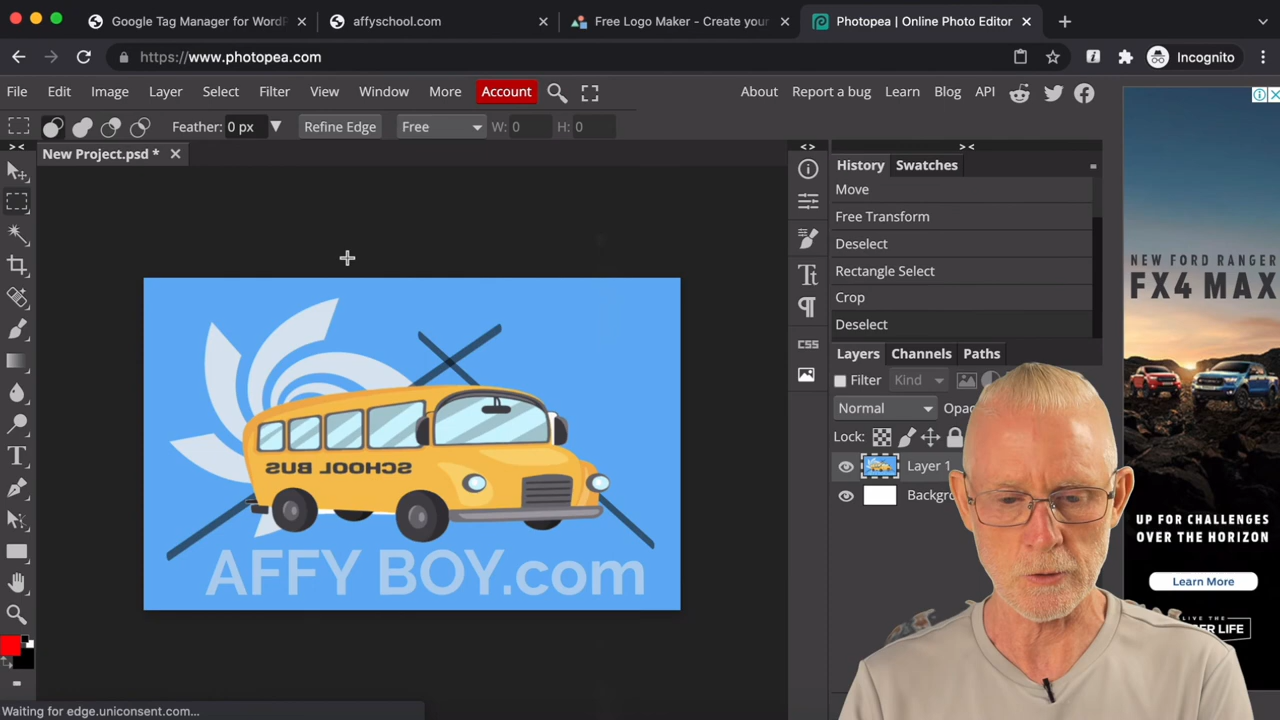 Google Tag Manager for WordP
affyschool.com
Free Logo Maker - Create your
Photopea | Online Photo Editor
https://www.photopea.com
Incognito
File Edit Image Layer Select Filter View Window More Account
About Report a bug Learn Blog API
Feather: 0 px Refine Edge Free W: 0 H: 0
New Project.psd *
History Swatches
Move
Free Transform
Deselect
Rectangle Select
Crop
Deselect
Layers Channels Paths
Filter Kind
Normal Opac
Lock:
Layer 1
Backgro
CSS
SCHOOL BUS
AFFY BOY.com
NEW FORD RANGER
FX4 MAX
UP FOR CHALLENGES
OVER THE HORIZON
Learn More
LIVE THE
LIFE
Waiting for edge.uniconsent.com...